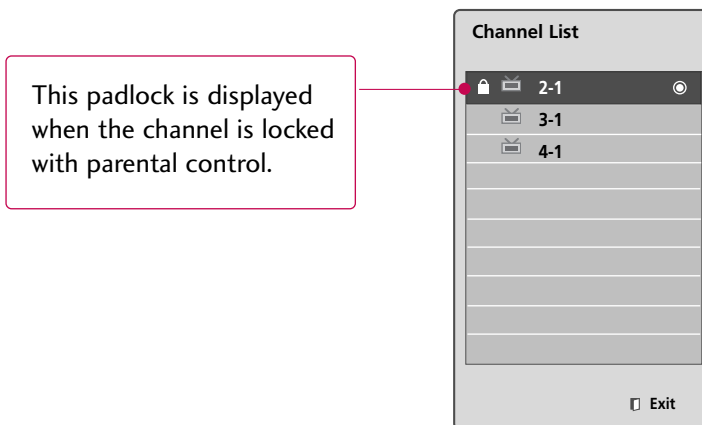 Channel List
This padlock is displayed
when the channel is locked
with parental control.
2-1
3-1
4-1
Exit